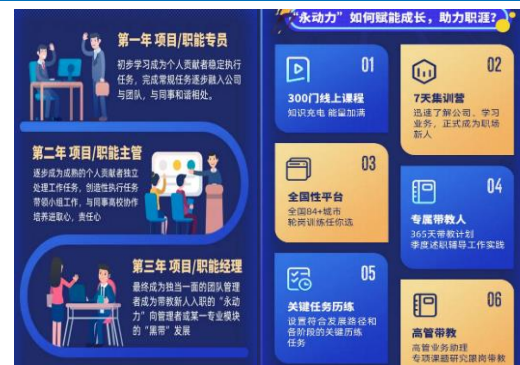 第一年 项目/职能专员
初步学习成为个人贡献者稳定执行
任务，完成常规任务逐步融入公司
与团队，与同事和谐相处。
第二年 项目/职能主管
逐步成为成熟的个人贡献者独立
处理工作任务，创造性执行任务
带领小组工作，与同事高校协作
培养进取心，责任心
第三年 项目/职能经理
最终成为独当一面的团队管理
者成为带教新人入职的“永动
力”向管理者或某一专业模块
的“黑带”发展
“永动力”如何赋能成长，助力职涯？
01
300门线上课程
知识充电 能量加满
02
7天集训营
迅速了解公司、学习
业务，正式成为职场
新人
03
全国性平台
全国84+城市
轮岗训练任你选
04
专属带教人
365天带教计划
季度述职辅导工作实践
05
关键任务历练
设置符合发展路径和
各阶段的关键历练
任务
06
高管带教
高管业务助理
专项课题研究跟岗带教